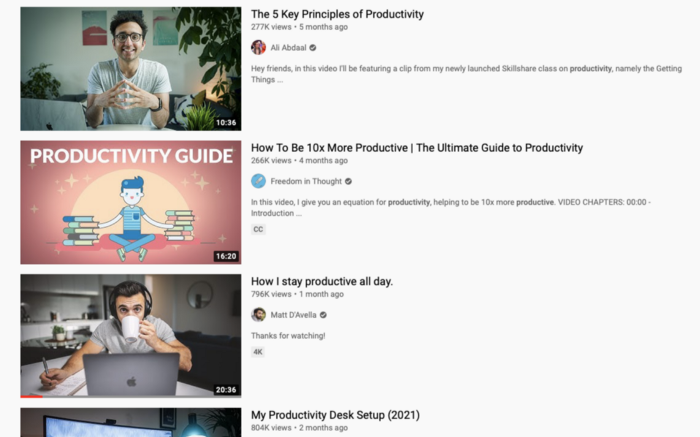 The 5 Key Principles of Productivity
277K views • 5 months ago
Ali Abdaal
Hey friends, in this video I'll be featuring a clip from my newly launched Skillshare class on productivity, namely the Getting
Things ...
10:36
PRODUCTIVITY GUIDE
16:20
How To Be 10x More Productive | The Ultimate Guide to Productivity
266K views • 4 months ago
Freedom in Thought
In this video, I give you an equation for productivity, helping to be 10x more productive. VIDEO CHAPTERS: 00:00 -
Introduction ...
CC
How I stay productive all day.
796K views • 1 month ago
Matt D'Avella
Thanks for watching!
4K
20:36
My Productivity Desk Setup (2021)
804K views • 2 months ago